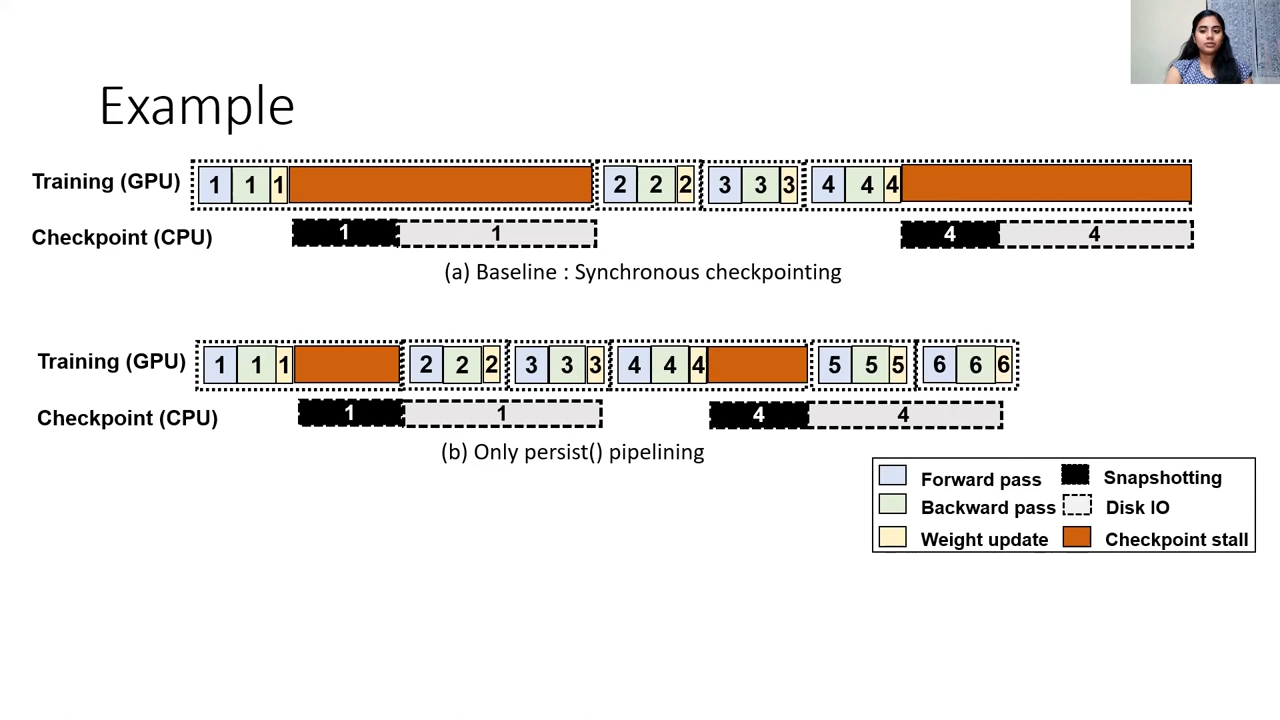 Example
Training (GPU) 1 1 1 2 2 2 3 3 3 4 4 4
Checkpoint (CPU) 1 1 4 4
(a) Baseline : Synchronous checkpointing
Training (GPU) 1 1 1 2 2 2 3 3 3 4 4 4 5 5 5 6 6 6
Checkpoint (CPU) 1 1 4 4
(b) Only persist() pipelining
Forward pass Snapshotting
Backward pass Disk IO
Weight update Checkpoint stall